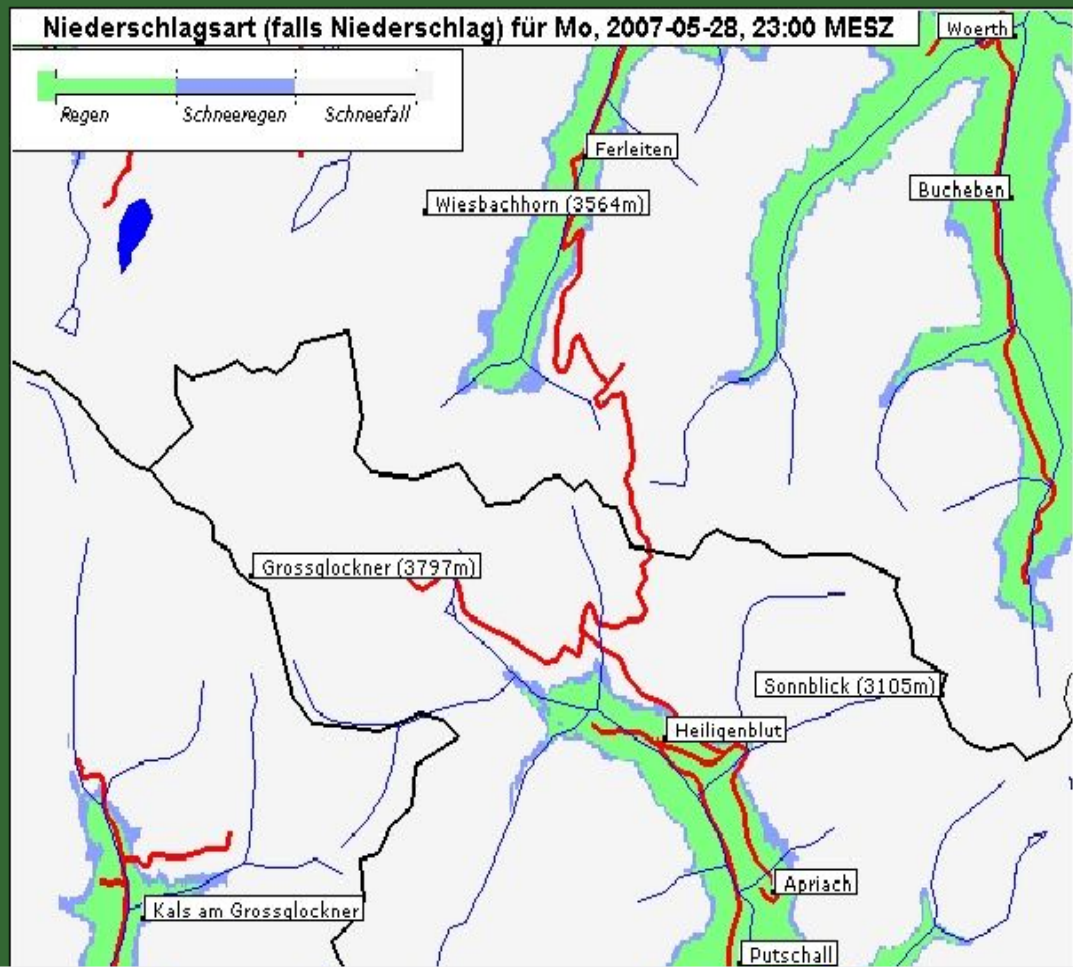 Niederschlagsart (falls Niederschlag) für Mo, 2007-05-28, 23:00 MESZ
Woerth
Regen Schneeregen Schneefall
Ferleiten
Wiesbachhorn (3564m)
Bucheben
Grossglockner (3797m)
Sonnblick (3105m)
Heiligenblut
Apriach
Kals am Grossglockner
Putschall